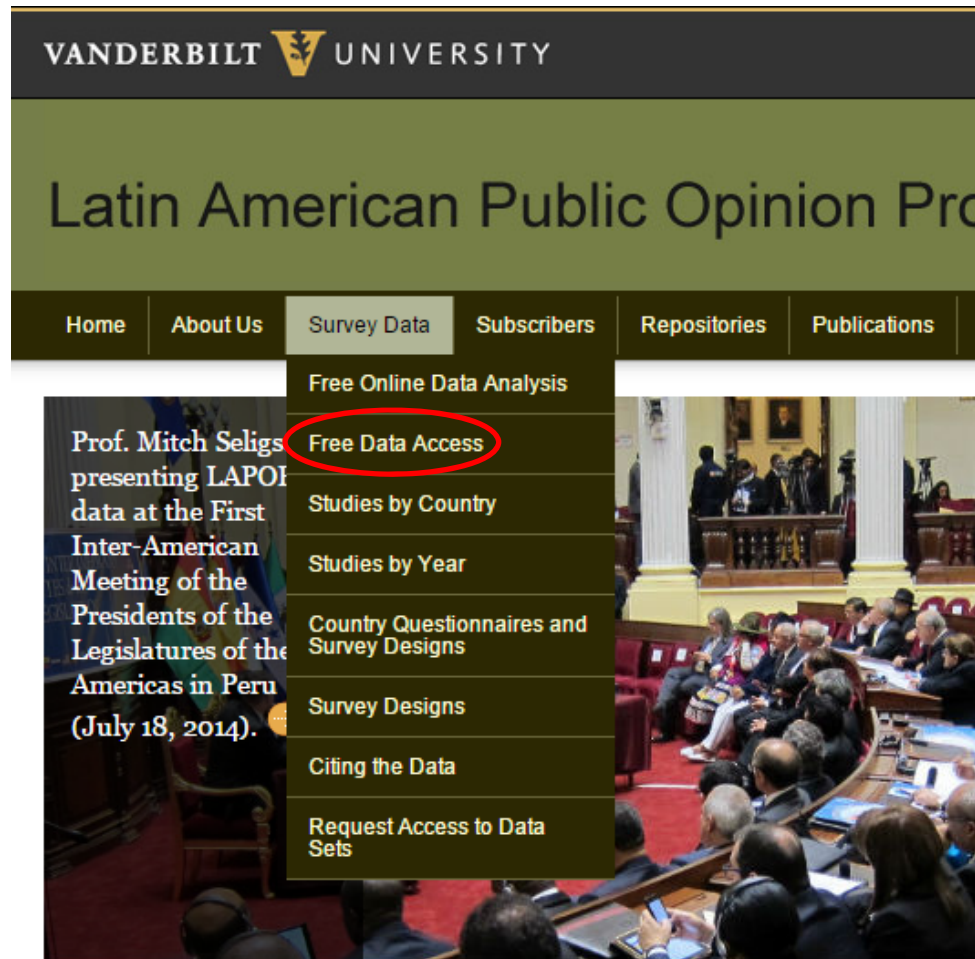 VANDERBILT UNIVERSITY
Latin American Public Opinion
Home About Us Survey Data Subscribers Repositories Publications
Free Online Data Analysis
Free Data Access
Studies by Country
Studies by Year
Country Questionnaires and
Survey Designs
Survey Designs
Citing the Data
Request Access to Data
Sets
Prof. Mitch Seligs
presenting LAPOP
data at the First
Inter-American
Meeting of the
Presidents of the
Legislatures of the
Americas in Peru
(July 18, 2014).